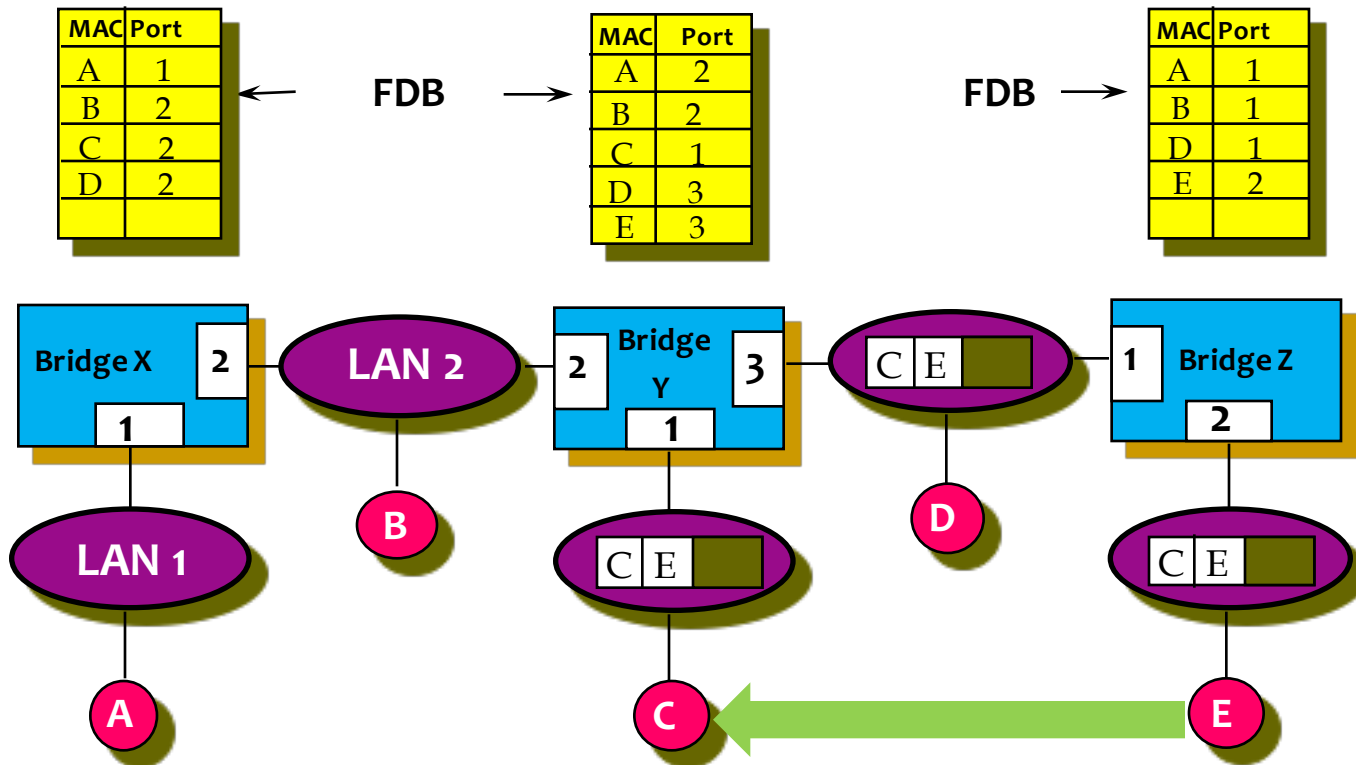 MAC Port
A 1
B 2
C 2
D 2
FDB
MAC Port
A 2
B 2
C 1
D 3
E 3
FDB
MAC Port
A 1
B 1
D 1
E 2
Bridge X
2
1
LAN 2
2
Bridge
Y
3
1
C E
1
Bridge Z
2
B
D
LAN 1
C E
C E
A
C
E